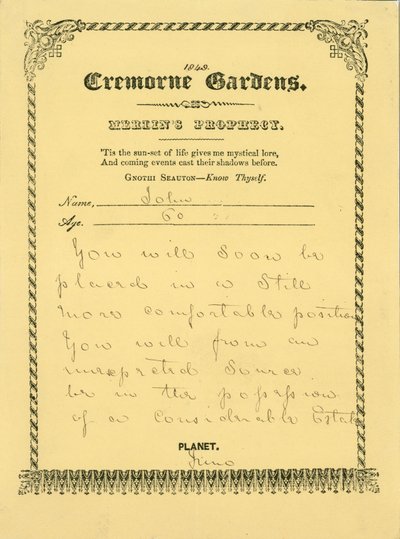 1849.
Cremorne Gardens.
MERLIN'S PROPHECY.
'Tis the sun-set of life gives me mystical lore,
And coming events cast their shadows before.
GNOTHI SEAUTON—Know Thyself.
Name, John
Age. 60
You will soon be
placed in a still
more comfortable position
You will from an
unexpected source
be in the possession
of a Considerable Estate
PLANET.
Juno